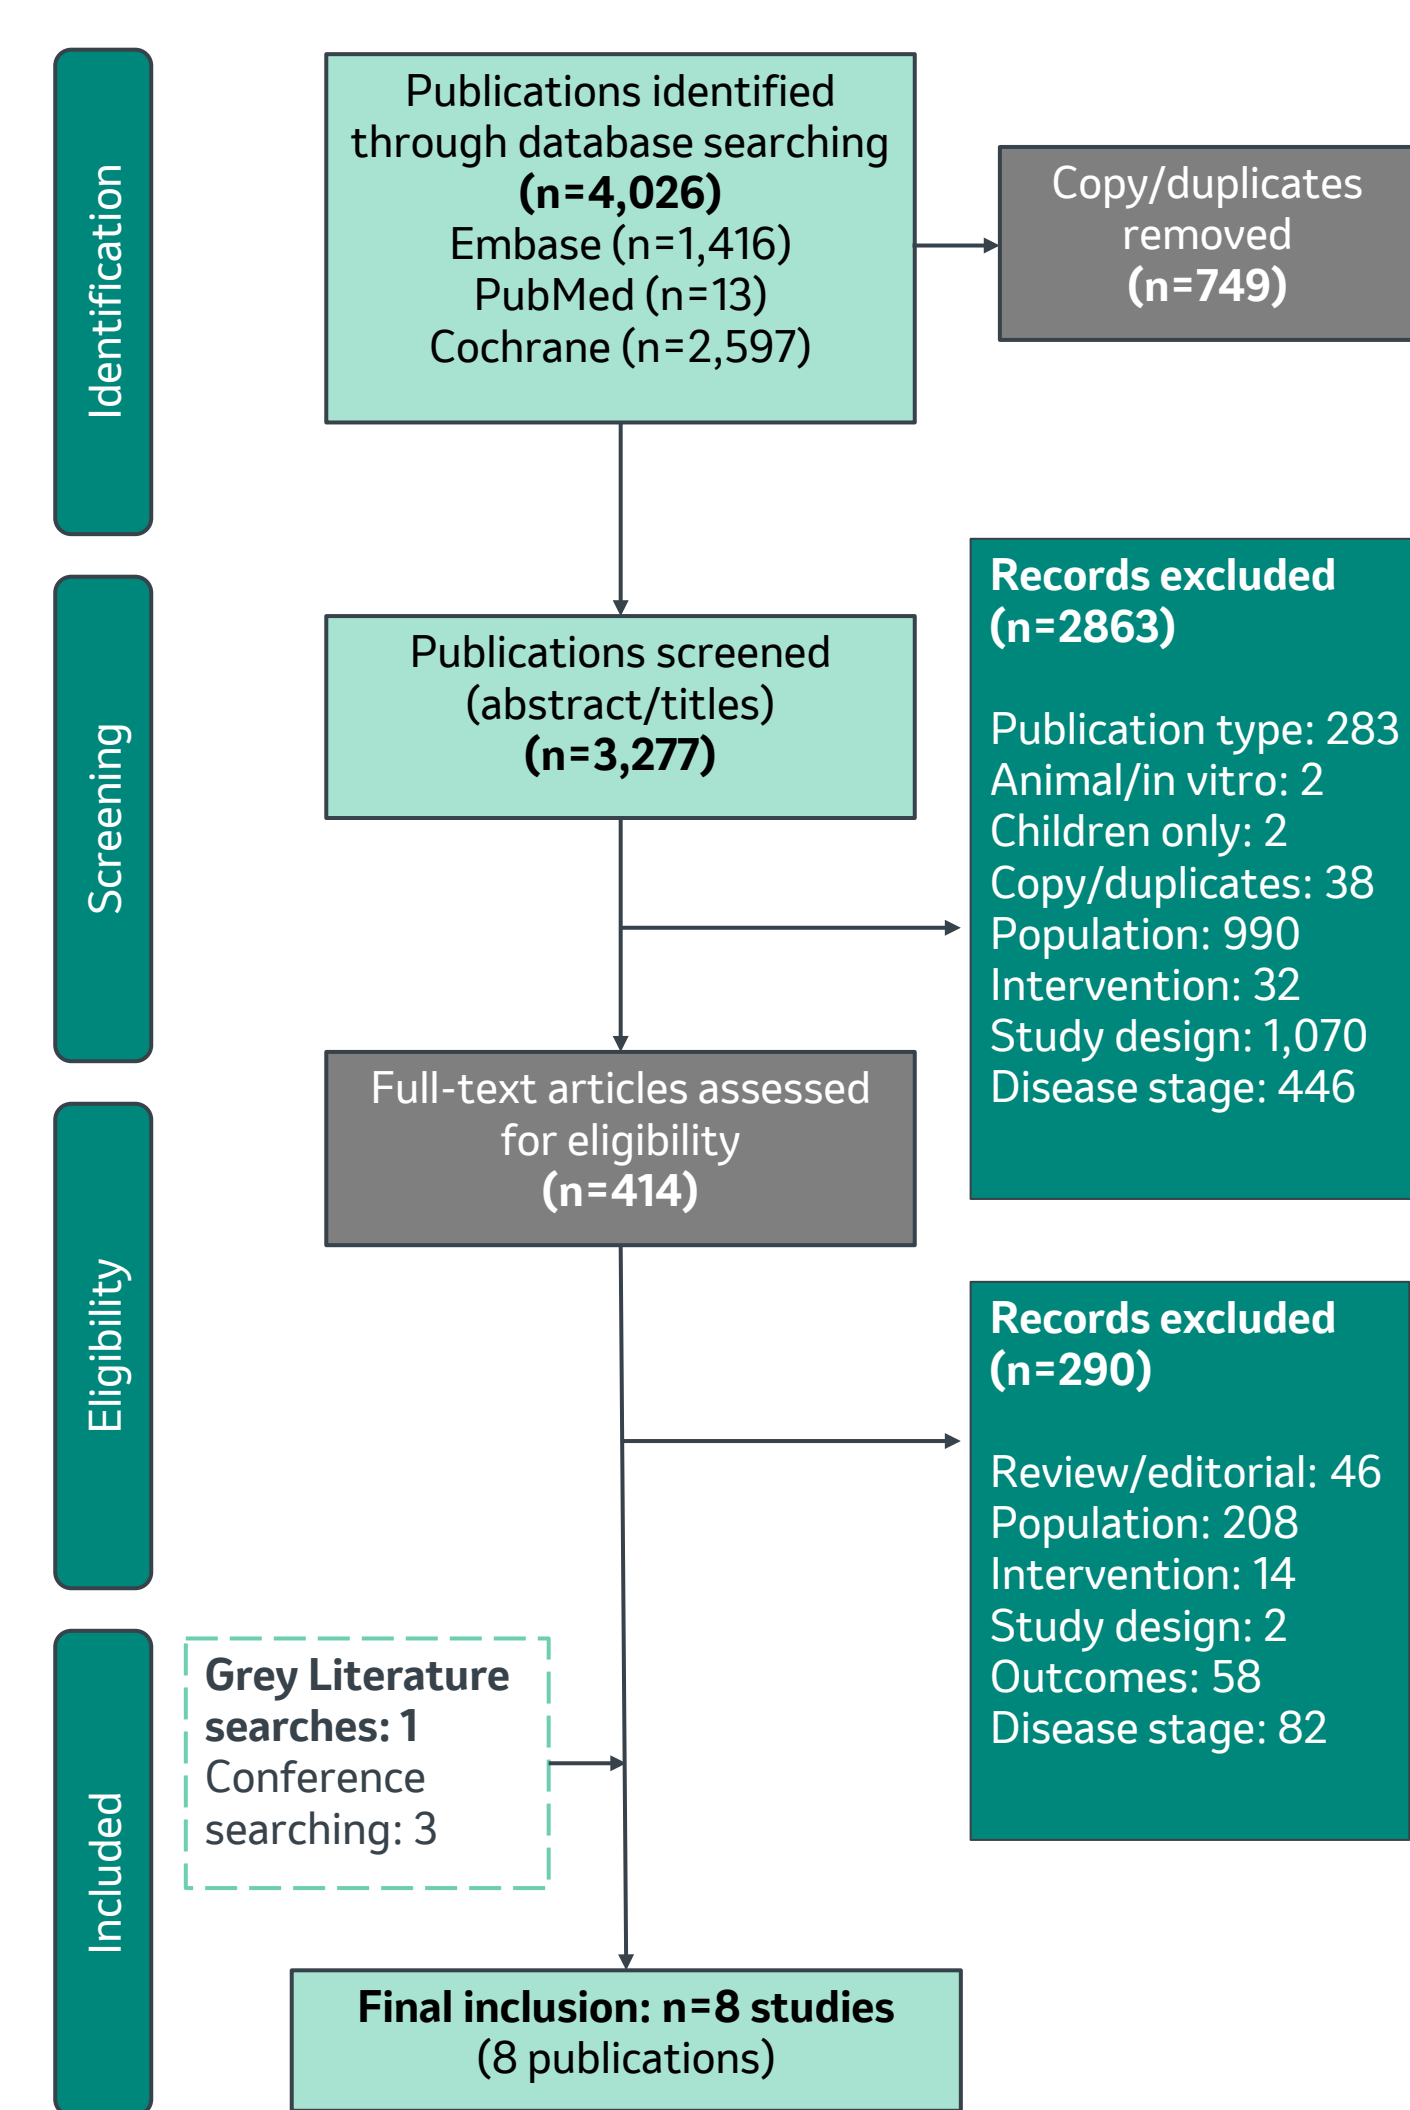 Identification
Publications identified
through database searching
(n=4,026)
Embase (n=1,416)
PubMed (n=13)
Cochrane (n=2,597)
Copy/duplicates
removed
(n=749)
Screening
Publications screened
(abstract/titles)
(n=3,277)
Records excluded
(n=2863)
Publication type: 283
Animal/in vitro: 2
Children only: 2
Copy/duplicates: 38
Population: 990
Intervention: 32
Study design: 1,070
Disease stage: 446
Eligibility
Full-text articles assessed
for eligibility
(n=414)
Records excluded
(n=290)
Review/editorial: 46
Population: 208
Intervention: 14
Study design: 2
Outcomes: 58
Disease stage: 82
Included
Grey Literature
searches: 1
Conference
searching: 3
Final inclusion: n=8 studies
(8 publications)